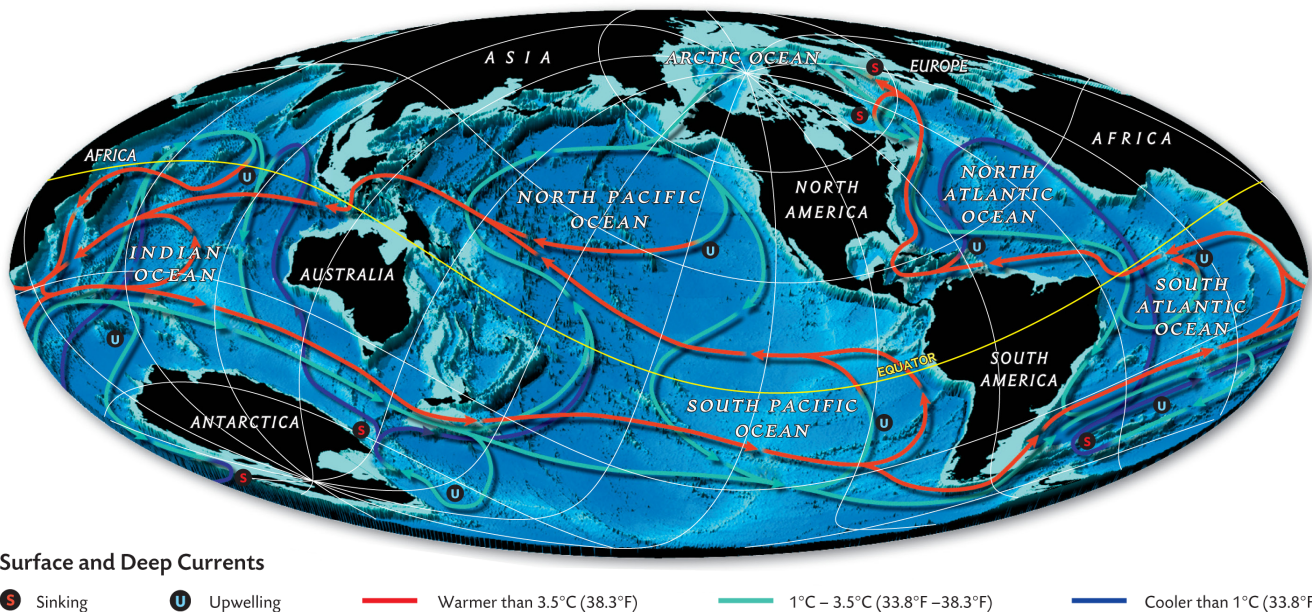 ASIA
ARCTIC OCEAN
S
EUROPE
S
AFRICA
AFRICA
U
NORTH PACIFIC
OCEAN
NORTH
AMERICA
NORTH
ATLANTIC
OCEAN
INDIAN
OCEAN
AUSTRALIA
U
U
U
SOUTH
ATLANTIC
OCEAN
U
EQUATOR
SOUTH
AMERICA
SOUTH PACIFIC
OCEAN
U
U
ANTARCTICA
S
S
S
U
Surface and Deep Currents
S Sinking
U Upwelling
Warmer than 3.5°C (38.3°F)
1°C – 3.5°C (33.8°F –38.3°F)
Cooler than 1°C (33.8°F